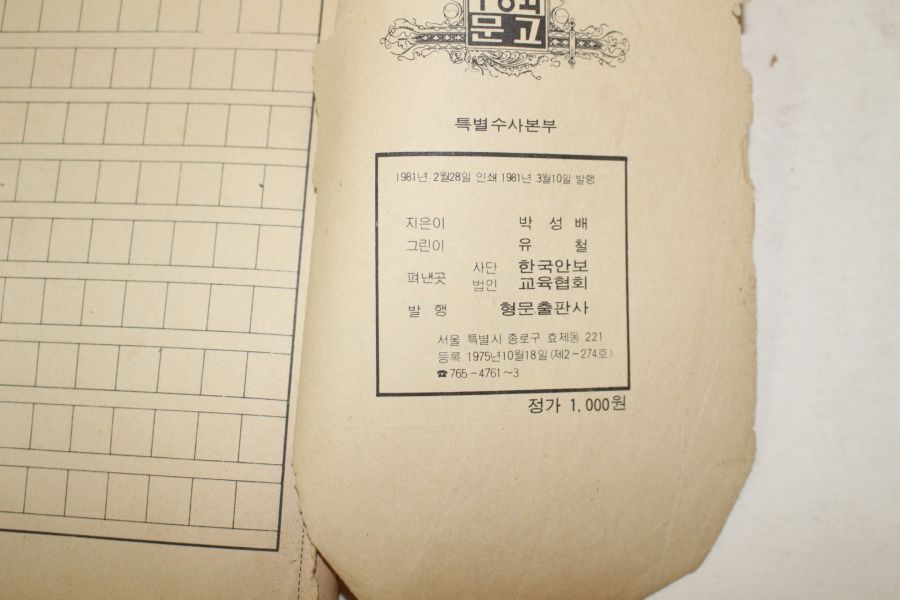 문고
특별수사본부
1981년 2월28일 인쇄 1981년 3월10일 발행
지은이 박성배
그린이 유철
펴낸곳 사단법인 한국안보교육협회
발행 형문출판사
서울 특별시 종로구 효제동 221
등록 1975년10월18일(제2-274호)
☎765-4761~3
정가 1,000원